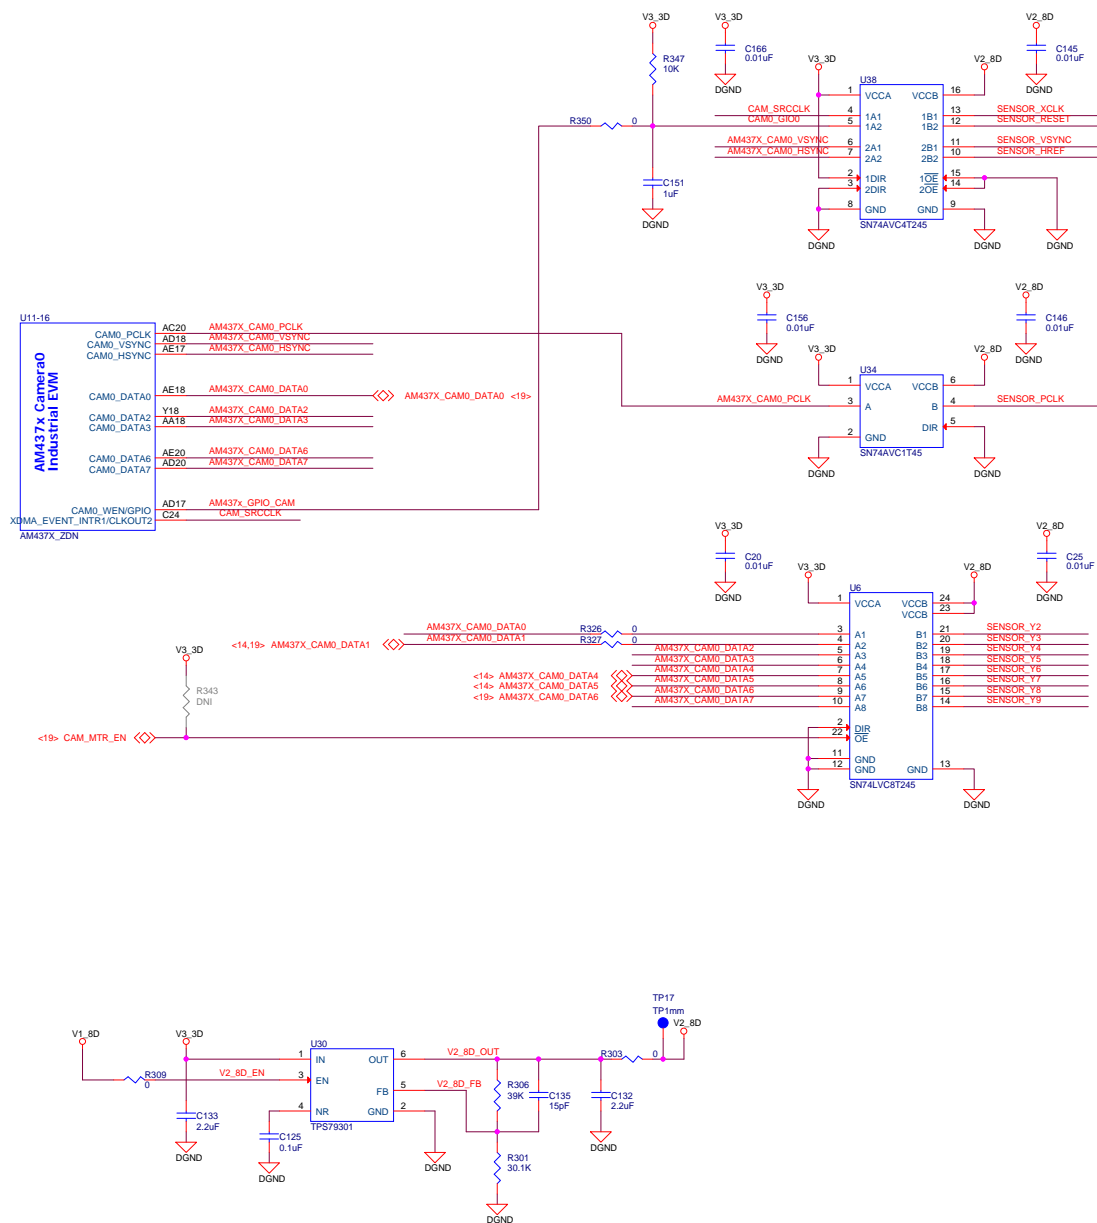 V3_3D
V3_3D
V2_8D
R347
10K
C166
0.01uF
DGND
V3_3D
C145
0.01uF
DGND
V2_8D
U38
1 VCCA VCCB 16
CAM_SRCCLK 4 1A1 1B1 13 SENSOR_XCLK
R350 0 CAM0_GIO0 5 1A2 1B2 12 SENSOR_RESET
AM437X_CAM0_VSYNC 6 2A1 2B1 11 SENSOR_VSYNC
AM437X_CAM0_HSYNC 7 2A2 2B2 10 SENSOR_HREF
2 1DIR 1OE 15
3 2DIR 2OE 14
C151
1uF
8 GND GND 9
DGND
SN74AVC4T245
DGND DGND DGND
V3_3D
V2_8D
C156
0.01uF
DGND
C146
0.01uF
DGND
U11-16
AM437x Camera0
Industrial EVM
CAM0_PCLK AC20 AM437X_CAM0_PCLK
CAM0_VSYNC AD18 AM437X_CAM0_VSYNC
CAM0_HSYNC AE17 AM437X_CAM0_HSYNC
CAM0_DATA0 AE18 AM437X_CAM0_DATA0 AM437X_CAM0_DATA0 <19>
CAM0_DATA2 Y18 AM437X_CAM0_DATA2
CAM0_DATA3 AA18 AM437X_CAM0_DATA3
CAM0_DATA6 AE20 AM437X_CAM0_DATA6
CAM0_DATA7 AD20 AM437X_CAM0_DATA7
CAM0_WEN/GPIO AD17 AM437x_GPIO_CAM
XDMA_EVENT_INTR1/CLKOUT2 C24 CAM_SRCCLK
AM437X_ZDN
V3_3D
V2_8D
U34
1 VCCA VCCB 6
AM437X_CAM0_PCLK 3 A B 4 SENSOR_PCLK
DIR 5
2 GND
SN74AVC1T45
DGND DGND
V3_3D
V2_8D
C20
0.01uF
DGND
C25
0.01uF
DGND
V3_3D
V2_8D
U6
1 VCCA VCCB 24
VCCB 23
AM437X_CAM0_DATA0 R326 0 3 A1 B1 21 SENSOR_Y2
<14,19> AM437X_CAM0_DATA1 AM437X_CAM0_DATA1 R327 0 4 A2 B2 20 SENSOR_Y3
AM437X_CAM0_DATA2 5 A3 B3 19 SENSOR_Y4
AM437X_CAM0_DATA3 6 A4 B4 18 SENSOR_Y5
<14> AM437X_CAM0_DATA4 AM437X_CAM0_DATA4 7 A5 B5 17 SENSOR_Y6
<14> AM437X_CAM0_DATA5 AM437X_CAM0_DATA5 8 A6 B6 16 SENSOR_Y7
<19> AM437X_CAM0_DATA6 AM437X_CAM0_DATA6 9 A7 B7 15 SENSOR_Y8
AM437X_CAM0_DATA7 10 A8 B8 14 SENSOR_Y9
V3_3D
R343
DNI
2 DIR
<19> CAM_MTR_EN 22 OE
11 GND
12 GND GND 13
SN74LVC8T245
DGND DGND
TP17
TP1mm
V1_8D
V3_3D
V2_8D
U30
1 IN OUT 6 V2_8D_OUT R303 0
R309
0
V2_8D_EN 3 EN
FB 5 V2_8D_FB
4 NR GND 2
TPS79301
R306
39K
C135
15pF
C132
2.2uF
C133
2.2uF
DGND
C125
0.1uF
DGND
DGND
DGND
R301
30.1K
DGND